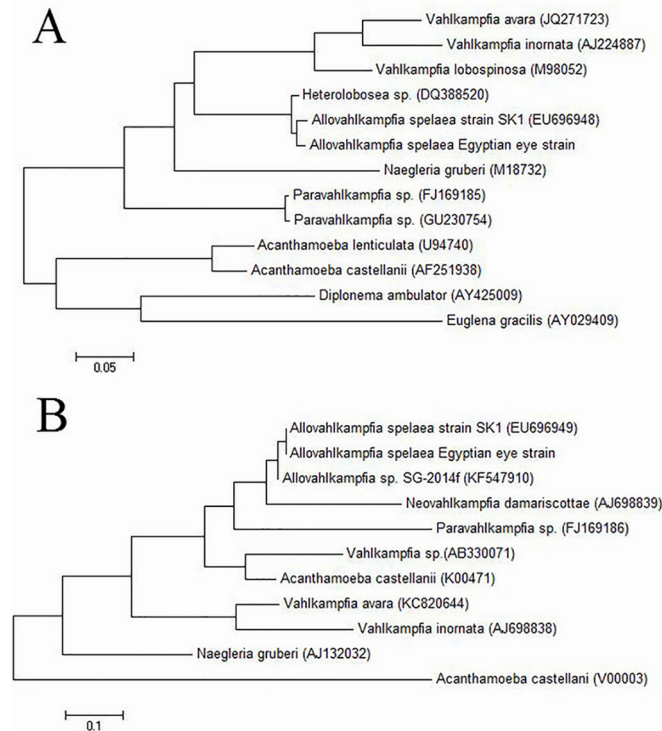 A
Vahlkampfia avara (JQ271723)
Vahlkampfia inornata (AJ224887)
Vahlkampfia lobospinosa (M98052)
Heterolobosea sp. (DQ388520)
Allovahlkampfia spelaea strain SK1 (EU696948)
Allovahlkampfia spelaea Egyptian eye strain
Naegleria gruberi (M18732)
Paravahlkampfia sp. (FJ169185)
Paravahlkampfia sp. (GU230754)
Acanthamoeba lenticulata (U94740)
Acanthamoeba castellanii (AF251938)
Diplonema ambulator (AY425009)
Euglena gracilis (AY029409)
0.05
B
Allovahlkampfia spelaea strain SK1 (EU696949)
Allovahlkampfia spelaea Egyptian eye strain
Allovahlkampfia sp. SG-2014f (KF547910)
Neovahlkampfia damariscottae (AJ698839)
Paravahlkampfia sp. (FJ169186)
Vahlkampfia sp.(AB330071)
Acanthamoeba castellanii (K00471)
Vahlkampfia avara (KC820644)
Vahlkampfia inornata (AJ698838)
Naegleria gruberi (AJ132032)
Acanthamoeba castellani (V00003)
0.1